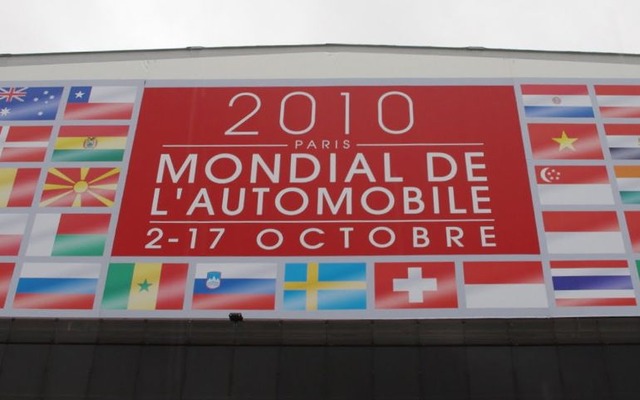 2010
PARIS
MONDIAL DE
L'AUTOMOBILE
2-17 OCTOBRE